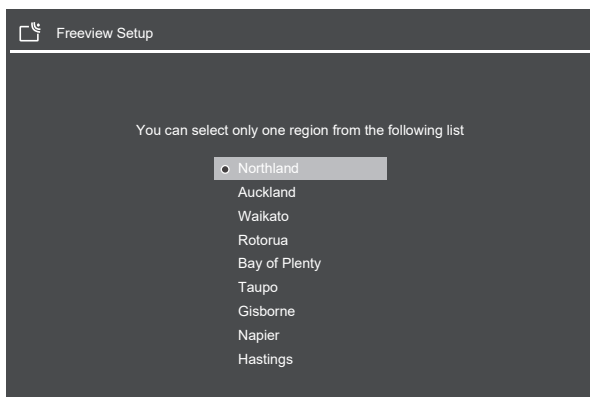 Freeview Setup
You can select only one region from the following list
Northland
Auckland
Waikato
Rotorua
Bay of Plenty
Taupo
Gisborne
Napier
Hastings